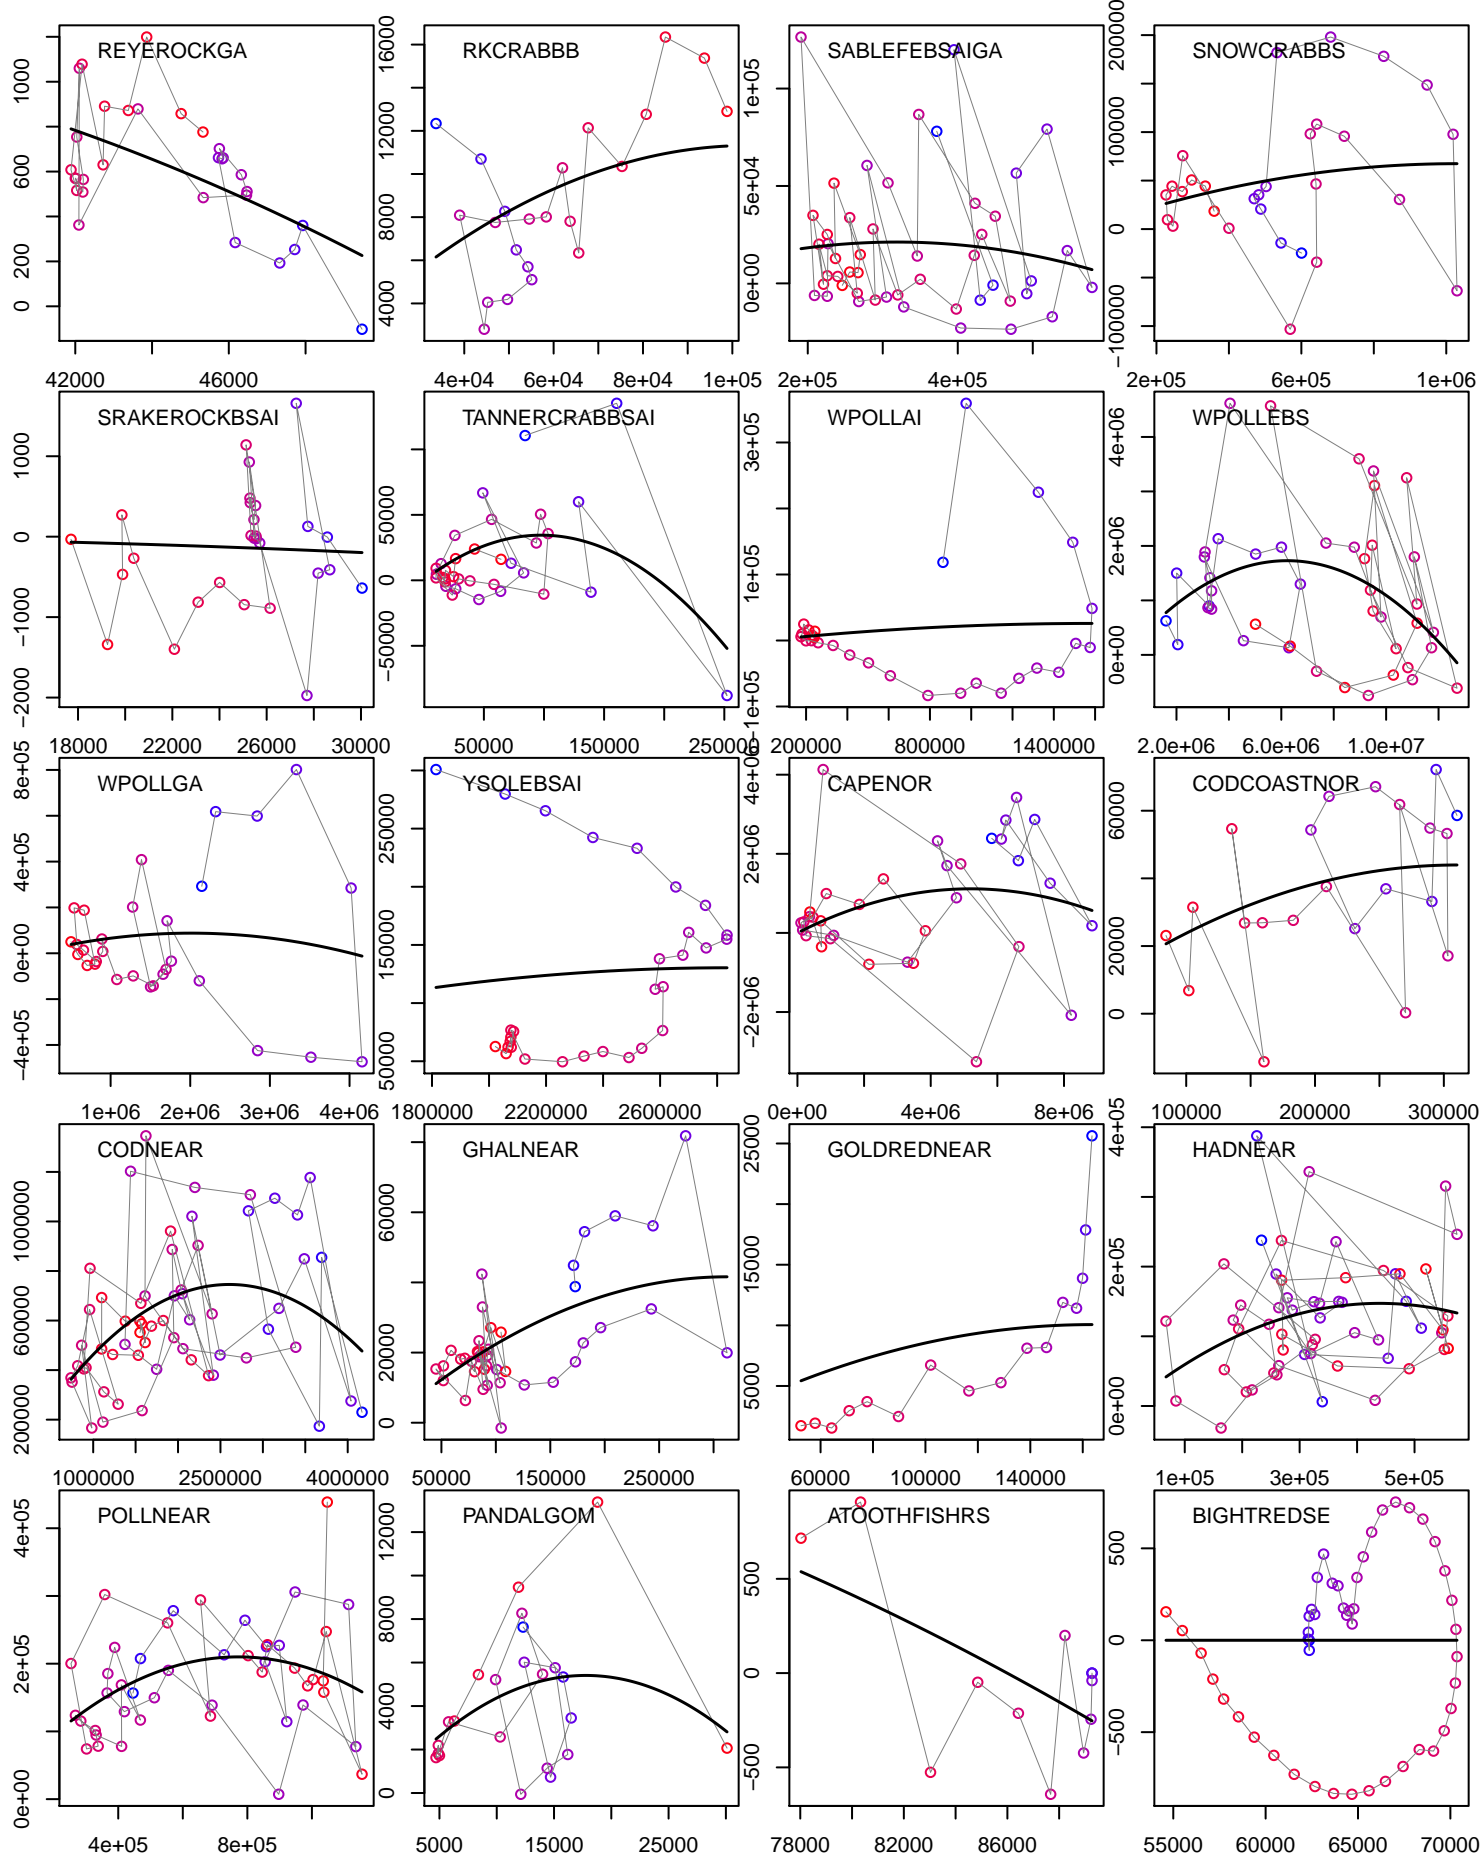 REYEROCKGA RKCRABBB SABLEFEBSAIGA SNOWCRABBS
0 200 600 1000
4000 8000 12000 16000
0e+00 5e+04 1e+05
−100000 0 100000 200000
42000 46000
4e+04 6e+04 8e+04 1e+05
2e+05 4e+05
2e+05 6e+05 1e+06
SRAKEROCKBSAI TANNERCRABBSAI WPOLLAI WPOLLEBS
−2000 −1000 0 1000
−50000 0 50000
−1e+05 1e+05 3e+05
0e+00 2e+06 4e+06
18000 22000 26000 30000
50000 150000 250000
200000 800000 1400000
2.0e+06 6.0e+06 1.0e+07
WPOLLGA YSOLEBSAI CAPENOR CODCOASTNOR
−4e+05 0e+00 4e+05 8e+05
50000 150000 250000
−2e+06 2e+06 4e+06
0 20000 60000
1e+06 2e+06 3e+06 4e+06
1800000 2200000 2600000
0e+00 4e+06 8e+06
100000 200000 300000
CODNEAR GHALNEAR GOLDREDNEAR HADNEAR
200000 600000 1000000
0 20000 60000
5000 15000 25000
0e+00 2e+05 4e+05
1000000 2500000 4000000
50000 150000 250000
60000 100000 140000
1e+05 3e+05 5e+05
POLLNEAR PANDALGOM ATOOTHFISHRS BIGHTREDSE
0e+00 2e+05 4e+05
0 4000 8000 12000
−500 0 500
−500 0 500
4e+05 8e+05
5000 15000 25000
78000 82000 86000
55000 60000 65000 70000